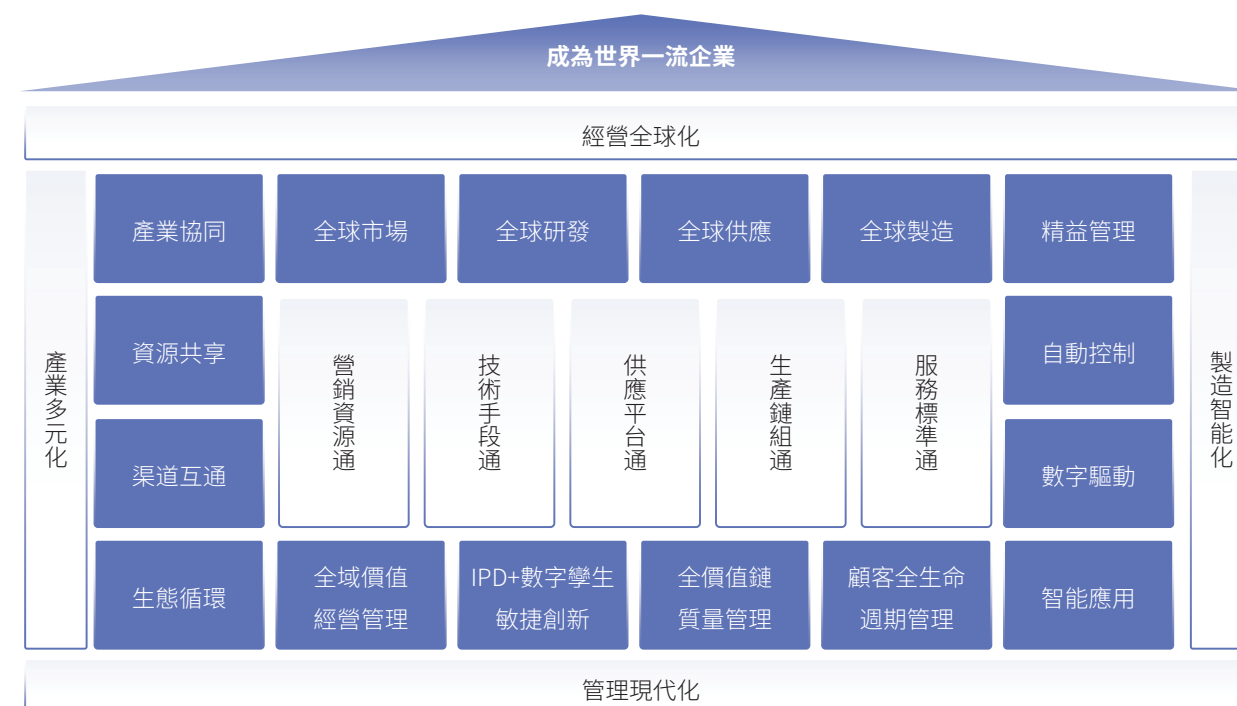 成為世界一流企業
經營全球化
產業協同
全球市場
全球研發
全球供應
全球製造
精益管理
產業多元化
資源共享
渠道互通
營銷資源通
技術手段通
供應平台通
生產鏈組通
服務標準通
自動控制
數字驅動
製造智能化
生態循環
全域價值
經營管理
IPD+數字孿生
敏捷創新
全價值鏈
質量管理
顧客全生命
週期管理
智能應用
管理現代化